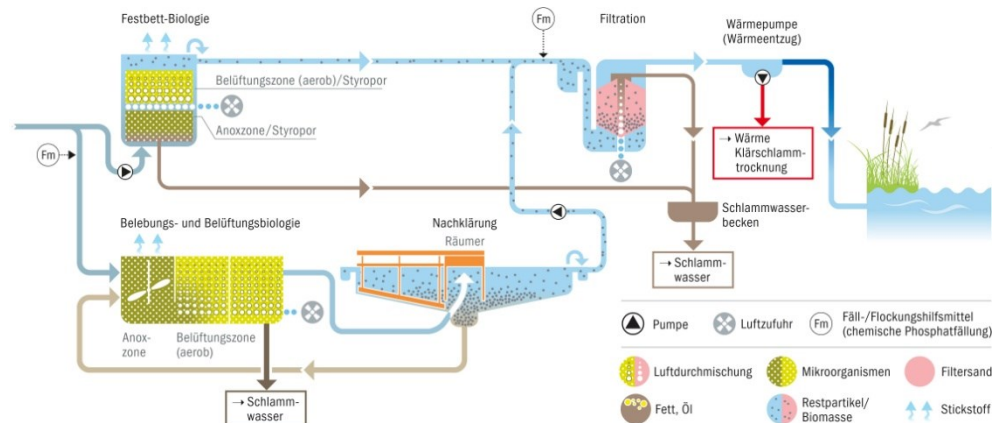 Festbett-Biologie
Fm
Filtration
Wärmepumpe
(Wärmeentzug)
Belüftungszone (aerob)/Styropor
Anoxzone/Styropor
Fm
→ Wärme
Klärschlamm-
trocknung
Belebungs- und Belüftungsbiologie
Nachklärung
Räumer
Schlammwasser-
becken
→ Schlamm-
wasser
Anox-
zone
Belüftungszone
(aerob)
→ Schlamm-
wasser
Pumpe
Luftzufuhr
Fm
Fäll-/Flockungshilfsmittel
(chemische Phosphatfällung)
Luftdurchmischung
Mikroorganismen
Filtersand
Fett, Öl
Restpartikel/
Biomasse
Stickstoff